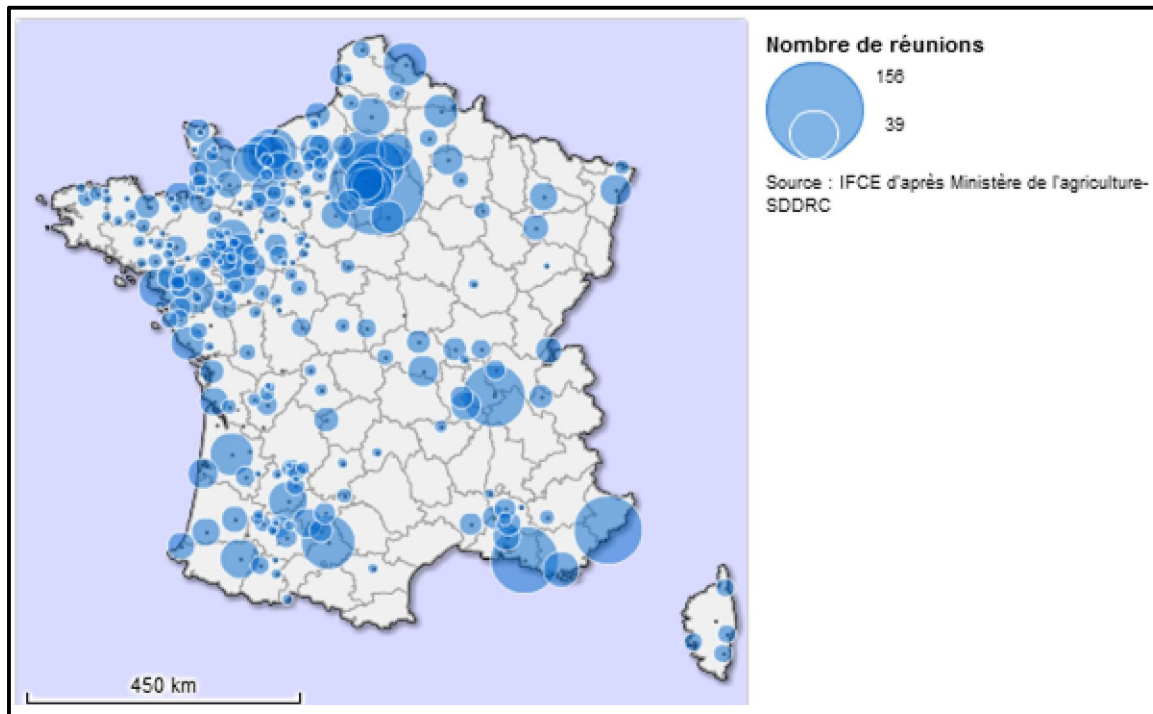 Nombre de réunions
156
39
Source : IFCE d'après Ministère de l'agriculture-
SDDRC
450 km